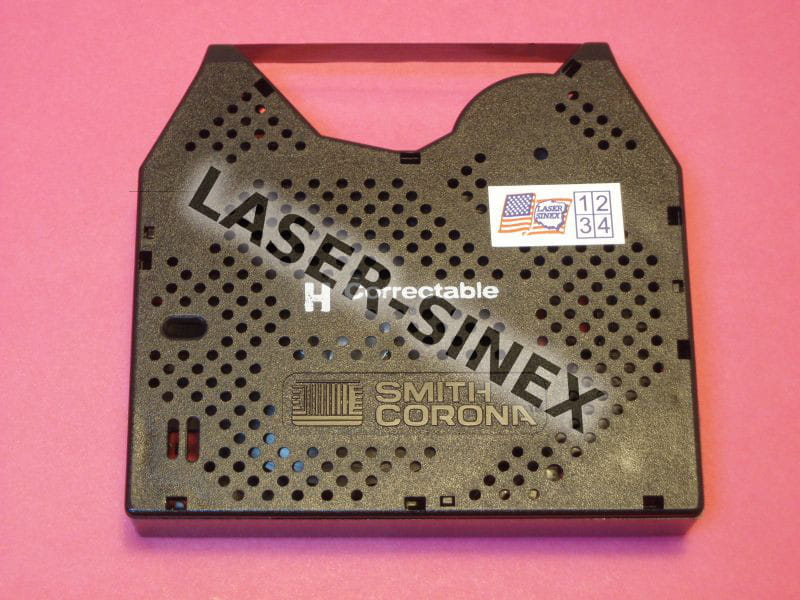 LASER
SINEX
1 2
3 4
LASER-SINEX
H Correctable
SMITH
CORONA